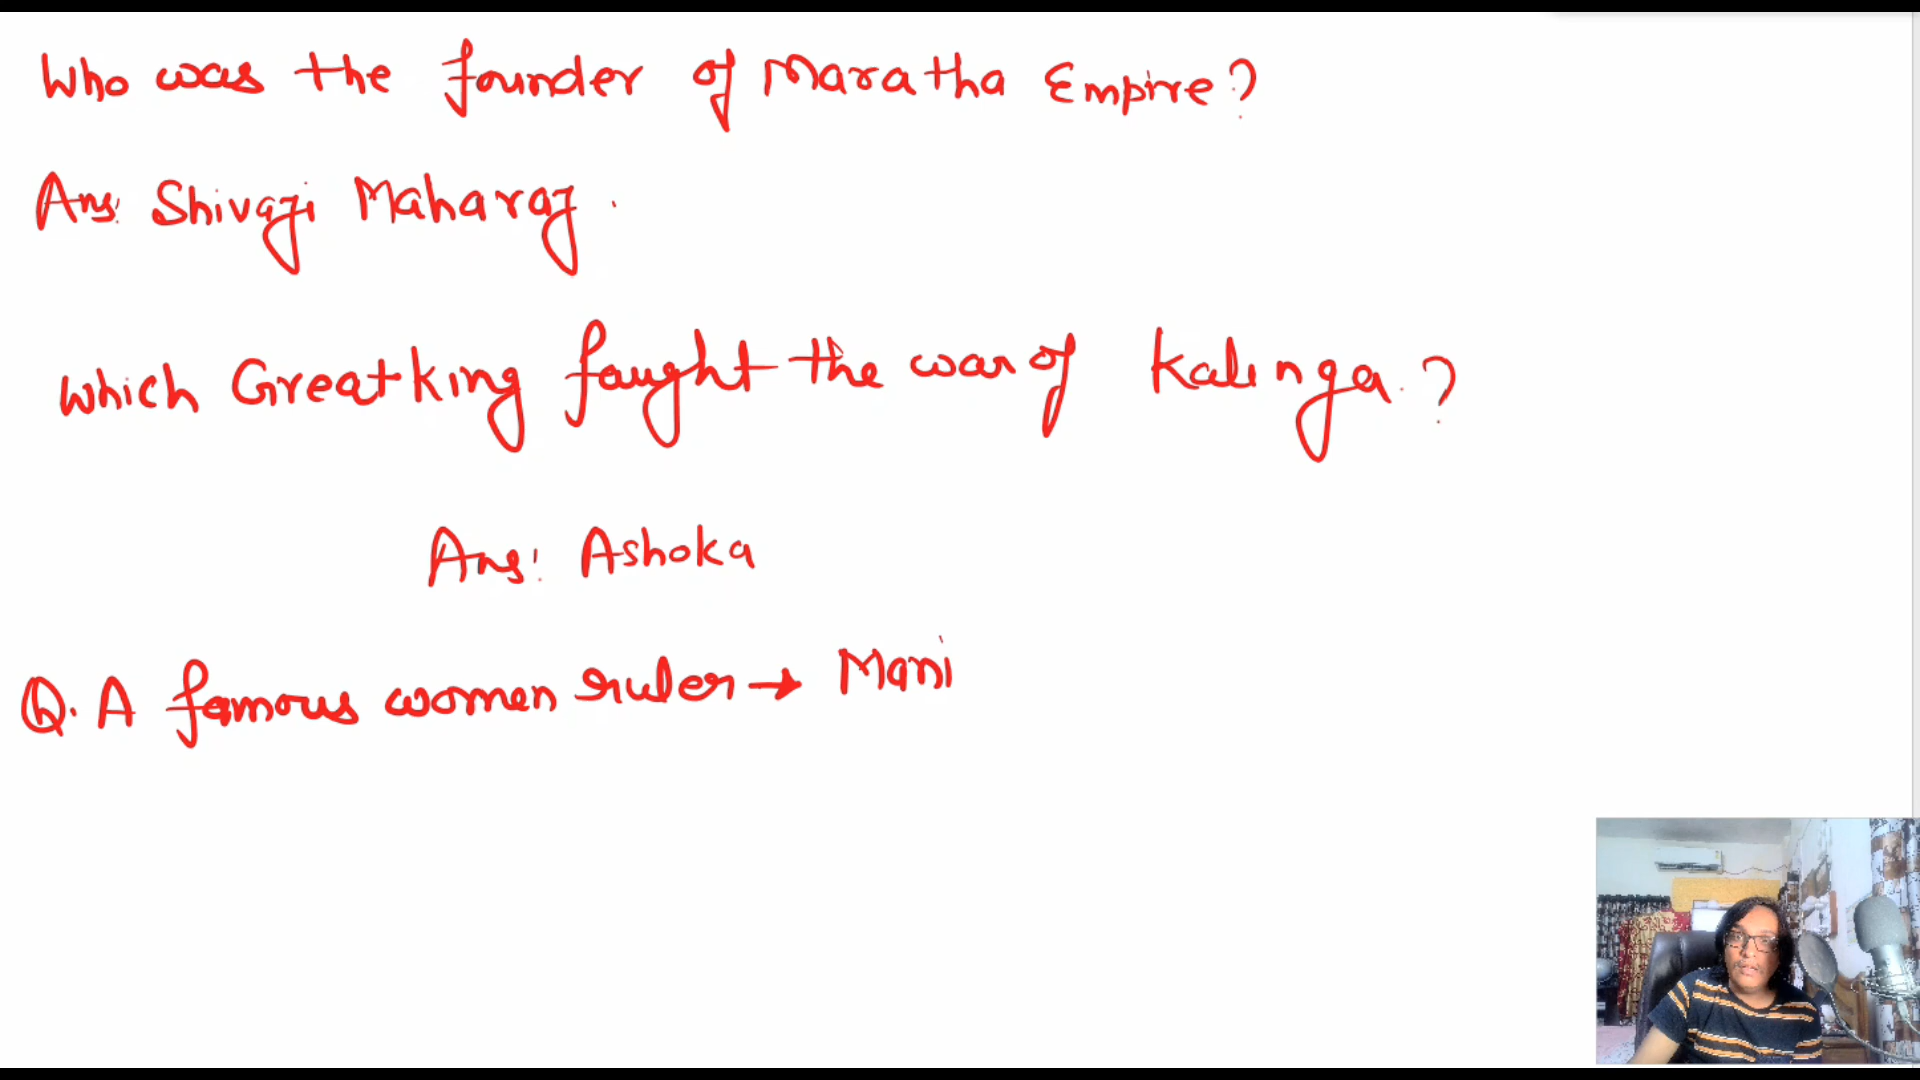 Who was the founder of Maratha Empire?
Ans: Shivaji Maharaj.
Which Great king faught the war of Kalinga.?
Ans: Ashoka
Q. A famous women ruler → Mani